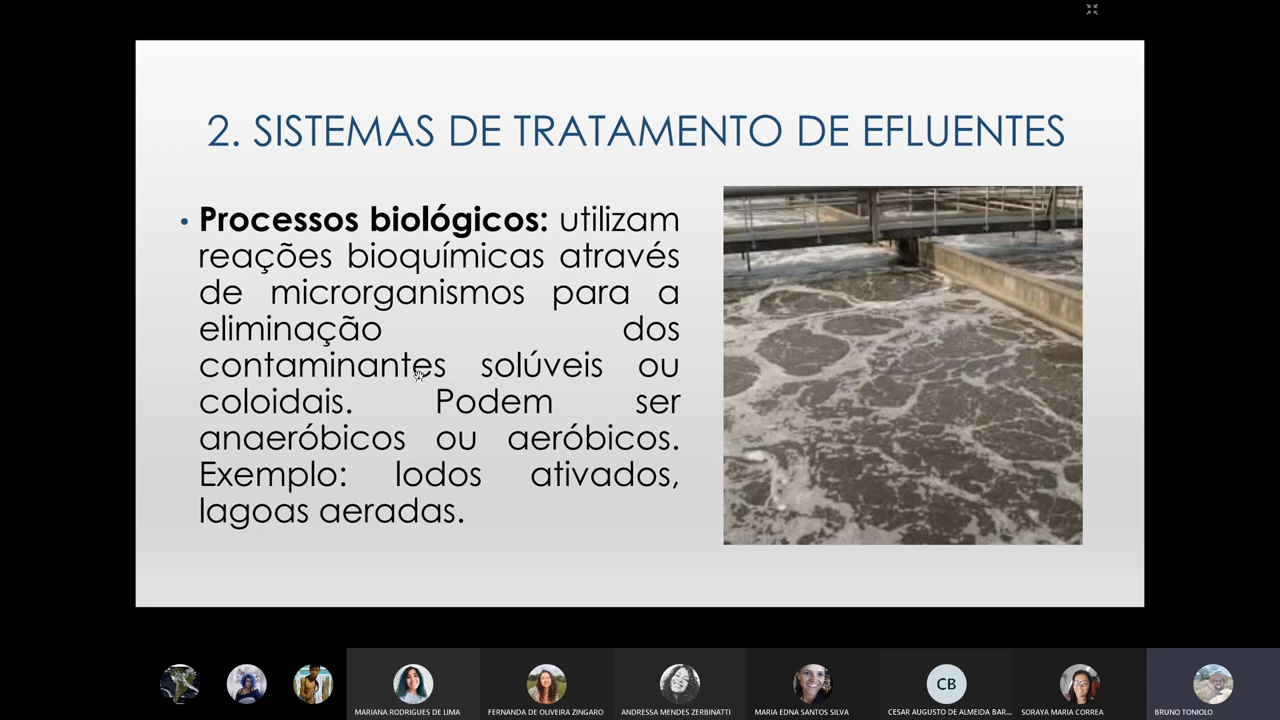 2. SISTEMAS DE TRATAMENTO DE EFLUENTES
• Processos biológicos: utilizam
reações bioquímicas através
de microrganismos para a
eliminação dos
contaminantes solúveis ou
coloidais. Podem ser
anaeróbicos ou aeróbicos.
Exemplo: lodos ativados,
lagoas aeradas.
CB
MARIANA RODRIGUES DE LIMA
FERNANDA DE OLIVEIRA ZINGARO
ANDRESSA MENDES ZERBINATTI
MARIA EDNA SANTOS SILVA
CESAR AUGUSTO DE ALMEIDA BAR...
SORAYA MARIA CORREA
BRUNO TONIOLO